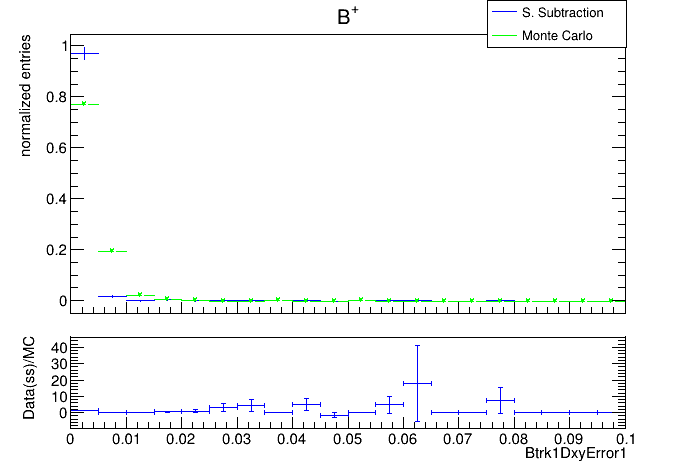 B+
S. Subtraction
Monte Carlo
normalized entries
1
0.8
0.6
0.4
0.2
0
Data(ss)/MC
40
30
20
10
0
0 0.01 0.02 0.03 0.04 0.05 0.06 0.07 0.08 0.09 0.1
Btrk1DxyError1